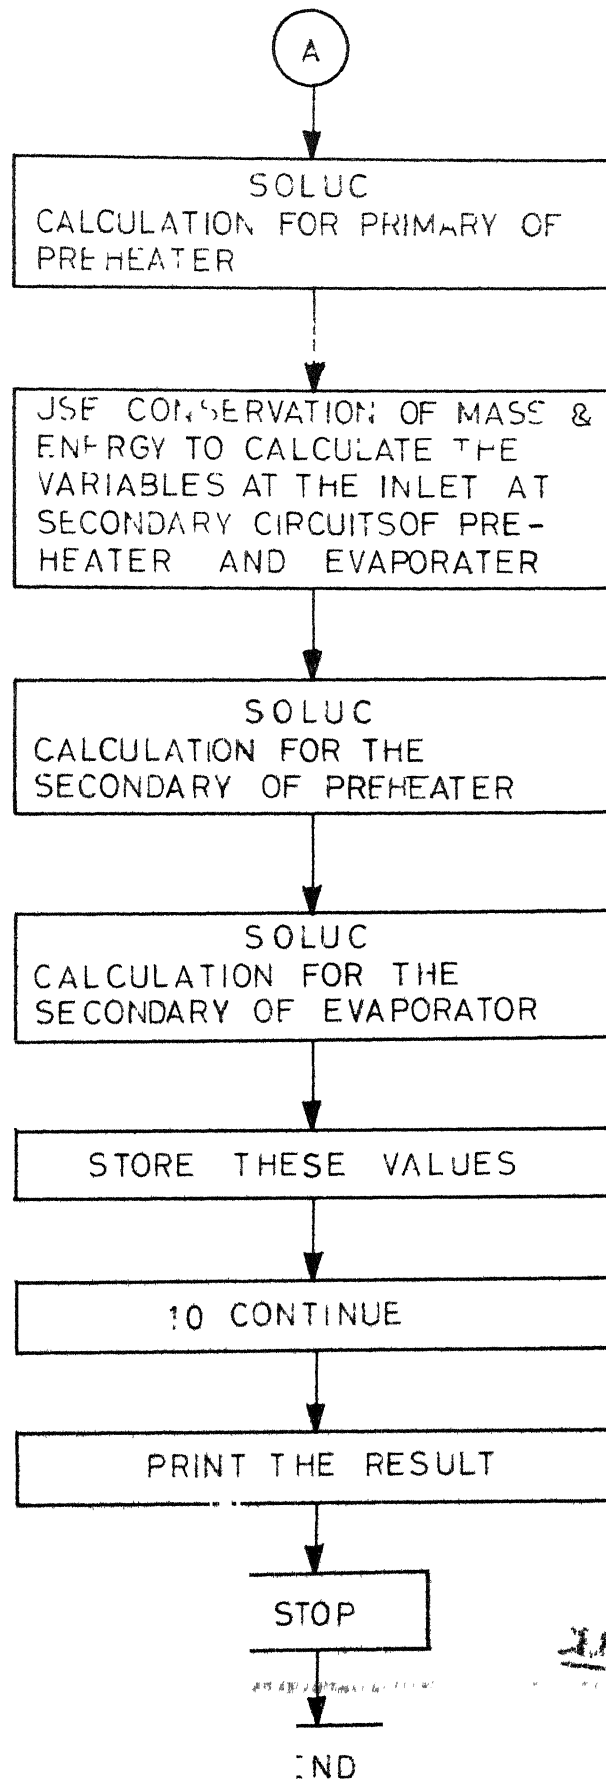 A
SOLUC
CALCULATION FOR PRIMARY OF
PREHEATER
USE CONSERVATION OF MASS &
ENERGY TO CALCULATE THE
VARIABLES AT THE INLET AT
SECONDARY CIRCUITSOF PRE-
HEATER AND EVAPORATER
SOLUC
CALCULATION FOR THE
SECONDARY OF PREHEATER
SOLUC
CALCULATION FOR THE
SECONDARY OF EVAPORATOR
STORE THESE VALUES
10 CONTINUE
PRINT THE RESULT
STOP
END